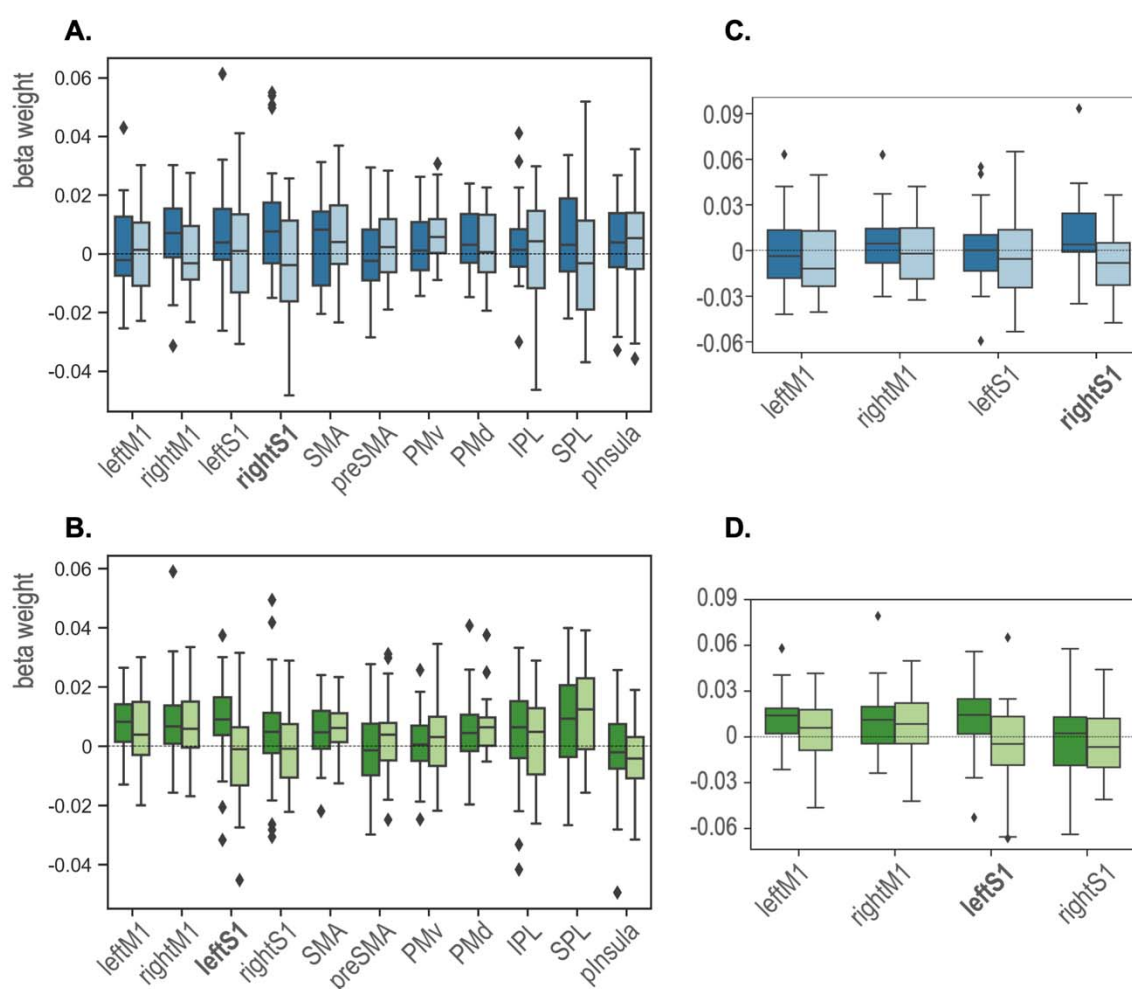 A.
beta weight
0.06
0.04
0.02
0
-0.02
-0.04
leftM1
rightM1
leftS1
rightS1
SMA
preSMA
PMv
PMd
IPL
SPL
pInsula
C.
0.09
0.06
0.03
0
-0.03
-0.06
leftM1
rightM1
leftS1
rightS1
B.
beta weight
0.06
0.04
0.02
0
-0.02
-0.04
leftM1
rightM1
leftS1
rightS1
SMA
preSMA
PMv
PMd
IPL
SPL
pInsula
D.
0.09
0.06
0.03
0
-0.03
-0.06
leftM1
rightM1
leftS1
rightS1